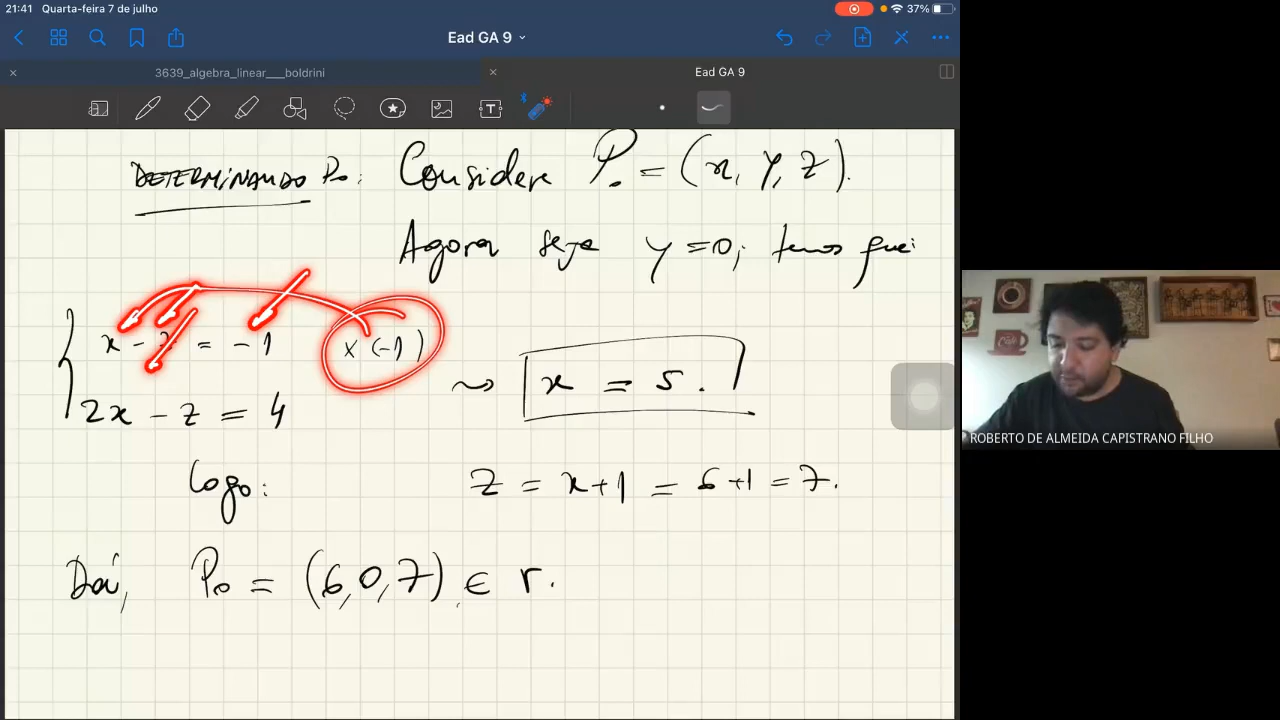 21:41 Quarta-feira 7 de julho 37%
Ead GA 9
3639_algebra_linear___boldrini Ead GA 9
DETERMINANDO P₀: Considere P₀ = (x, y, z).
Agora seja y = 0; temos que:
x - z = -1 x (-1)
2x - z = 4 ⤳ x = 5.
Logo: z = x+1 = 6+1 = 7.
Daí, P₀ = (6, 0, 7) ∈ r.
ROBERTO DE ALMEIDA CAPISTRANO FILHO